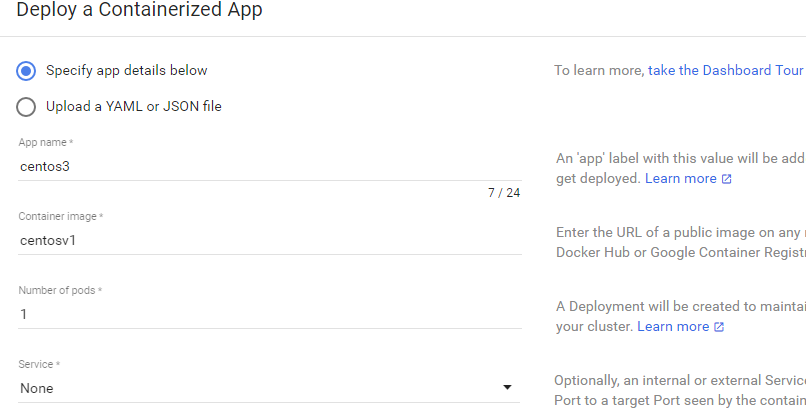 Deploy a Containerized App
Specify app details below
To learn more, take the Dashboard Tour
Upload a YAML or JSON file
App name *
centos3
7 / 24
An 'app' label with this value will be add
get deployed. Learn more
Container image *
centosv1
Enter the URL of a public image on any
Docker Hub or Google Container Registr
Number of pods *
1
A Deployment will be created to maintai
your cluster. Learn more
Service *
None
Optionally, an internal or external Service
Port to a target Port seen by the contain